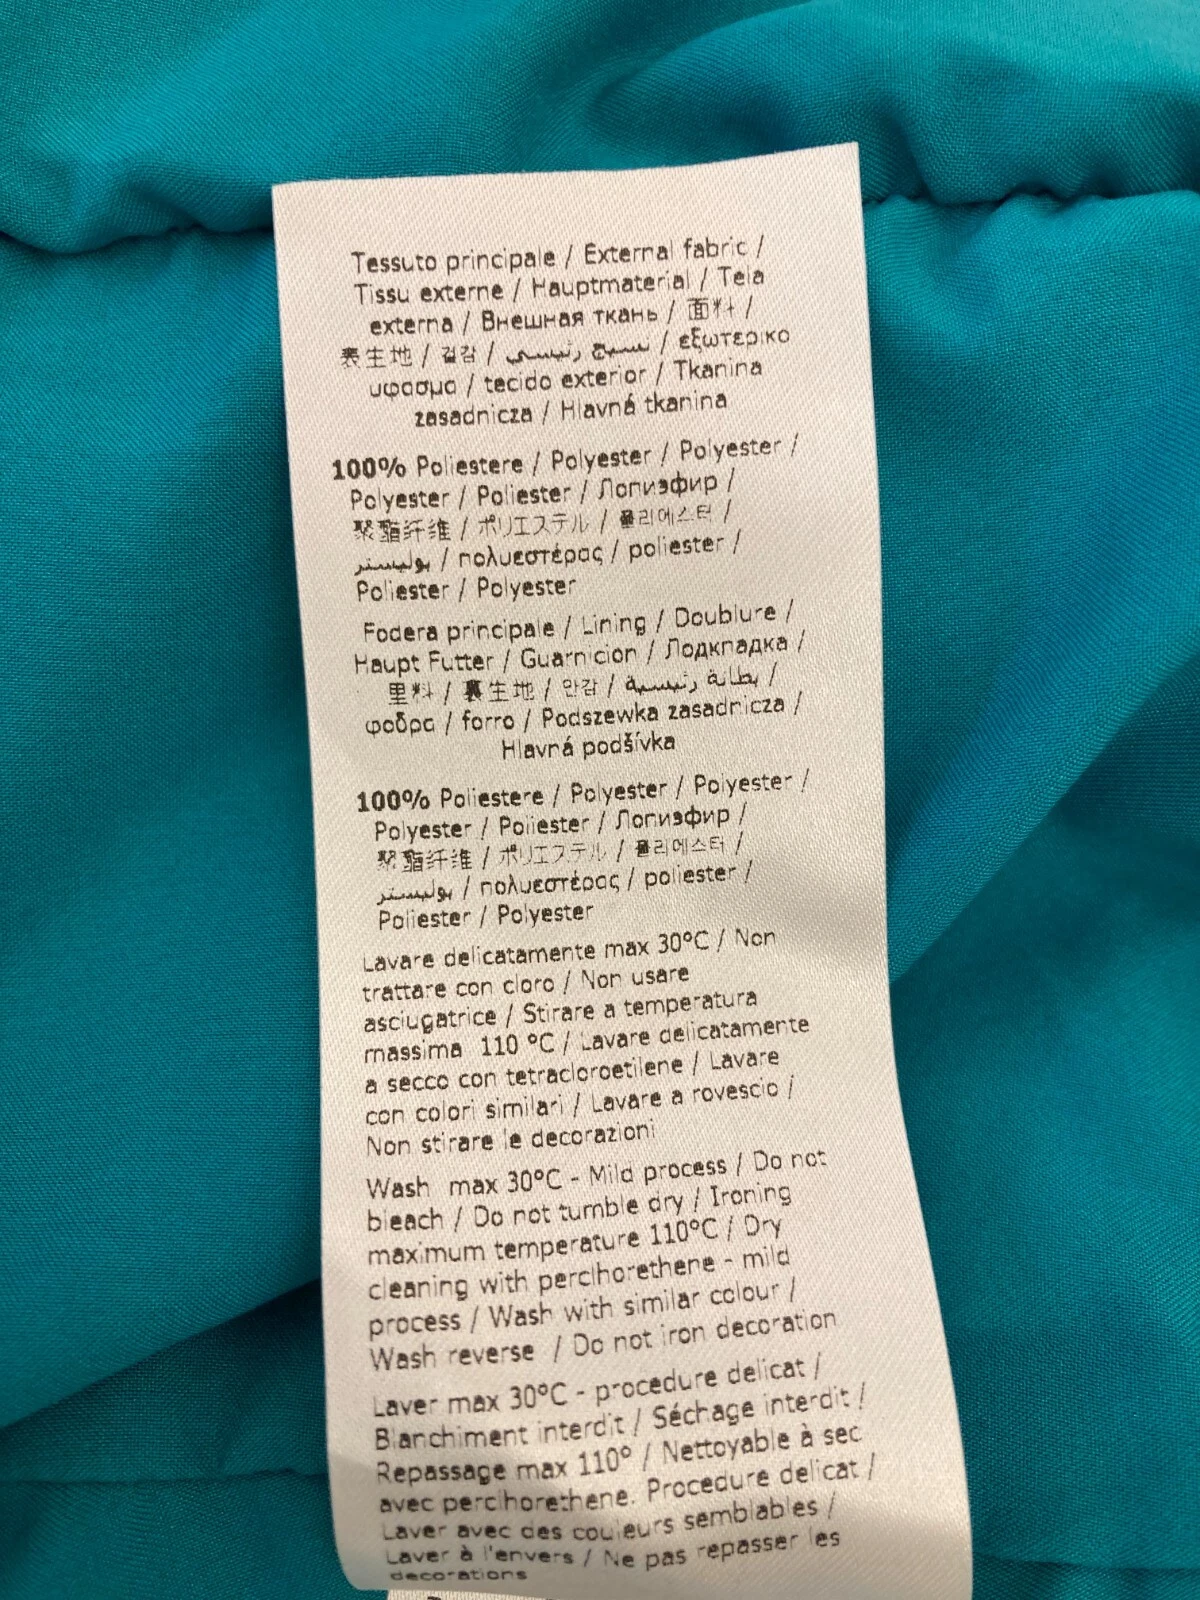 Tessuto principale / External fabric /
Tissu externe / Hauptmaterial / Tela
externa / Внешная ткань / 面料 /
表生地 / 겉감 / نسيج رئيسي / εξωτερικο
υφασμα / tecido exterior / Tkanina
zasadnicza / Hlavná tkanina
100% Poliestere / Polyester / Polyester /
Polyester / Poliester / Лопиэфир /
聚酯纤维 / ポリエステル / 폴리에스터 /
بوليستر / πολυεστέρας / poliester /
Poliester / Polyester
Fodera principale / Lining / Doublure /
Haupt Futter / Guarnicion / Лодкпадка /
里料 / 裏生地 / 안감 / بطانة رئيسية /
φοδρα / forro / Podszewka zasadnicza /
Hlavná podšívka
100% Poliestere / Polyester / Polyester /
Polyester / Poliester / Лопиэфир /
聚酯纤维 / ポリエステル / 폴리에스터 /
بوليستر / πολυεστέρας / poliester /
Poliester / Polyester
Lavare delicatamente max 30°C / Non
trattare con cloro / Non usare
asciugatrice / Stirare a temperatura
massima 110 °C / Lavare delicatamente
a secco con tetracloroetilene / Lavare
con colori similari / Lavare a rovescio /
Non stirare le decorazioni
Wash max 30°C - Mild process / Do not
bleach / Do not tumble dry / Ironing
maximum temperature 110°C / Dry
cleaning with perclhorethene - mild
process / Wash with similar colour /
Wash reverse / Do not iron decoration
Laver max 30°C - procedure delicat /
Blanchiment interdit / Séchage interdit /
Repassage max 110° / Nettoyable à sec
avec perclhorethene. Procedure delicat /
Laver avec des couleurs semblables /
Laver à l'envers / Ne pas repasser les
decorations